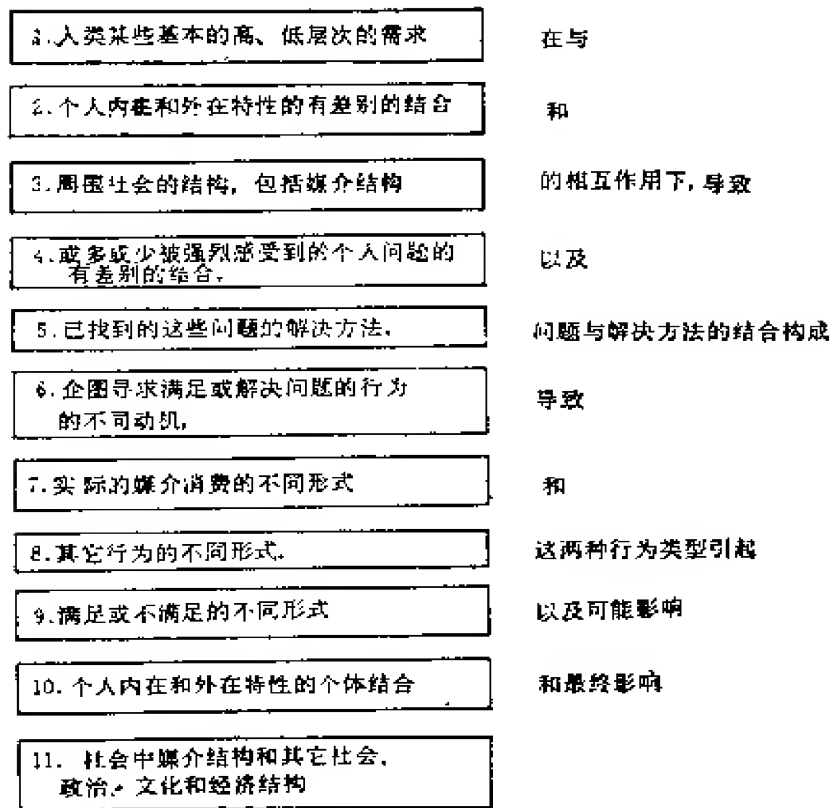 1.人类某些基本的高、低层次的需求 在与
2.个人内在和外在特性的有差别的结合 和
3.周围社会的结构，包括媒介结构 的相互作用下，导致
4.或多或少被强烈感受到的个人问题的
有差别的结合， 以及
5.已找到的这些问题的解决方法， 问题与解决方法的结合构成
6.企图寻求满足或解决问题的行为
的不同动机， 导致
7.实际的媒介消费的不同形式 和
8.其它行为的不同形式， 这两种行为类型引起
9.满足或不满足的不同形式 以及可能影响
10.个人内在和外在特性的个体结合 和最终影响
11. 社会中媒介结构和其它社会、
政治、文化和经济结构